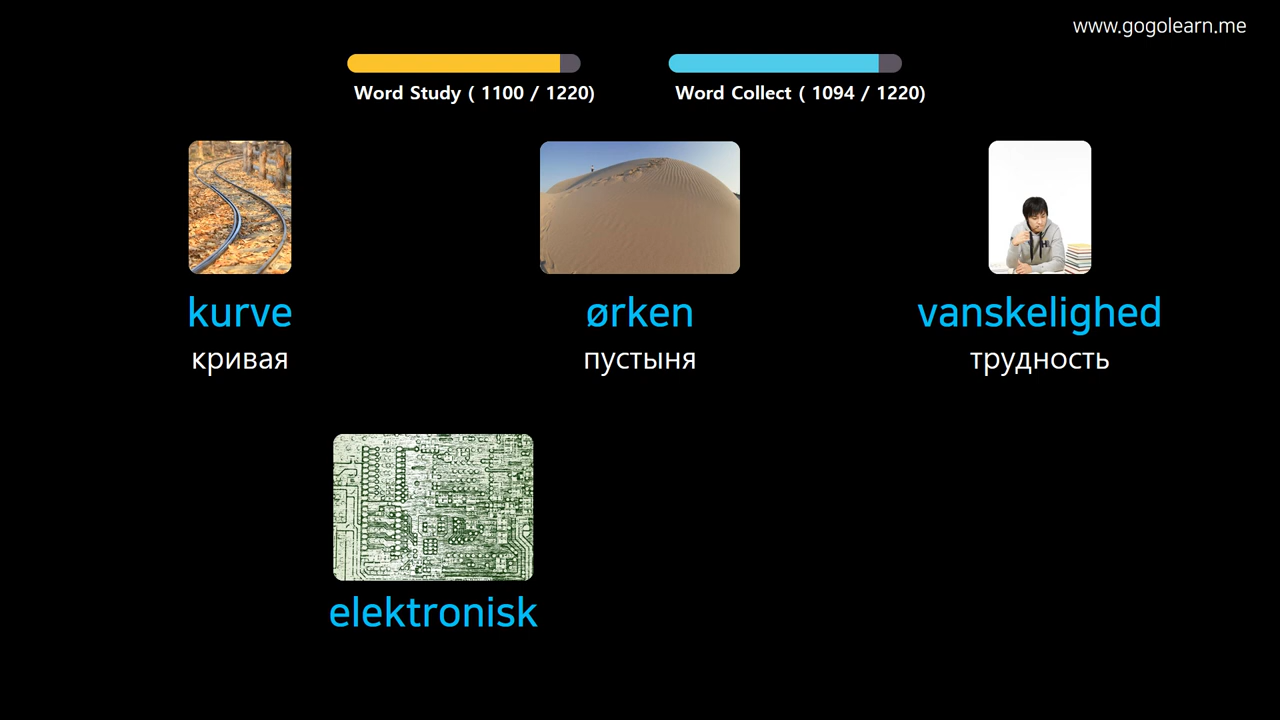 www.gogolearn.me
Word Study ( 1100 / 1220)
Word Collect ( 1094 / 1220)
kurve
кривая
ørken
пустыня
vanskelighed
трудность
elektronisk